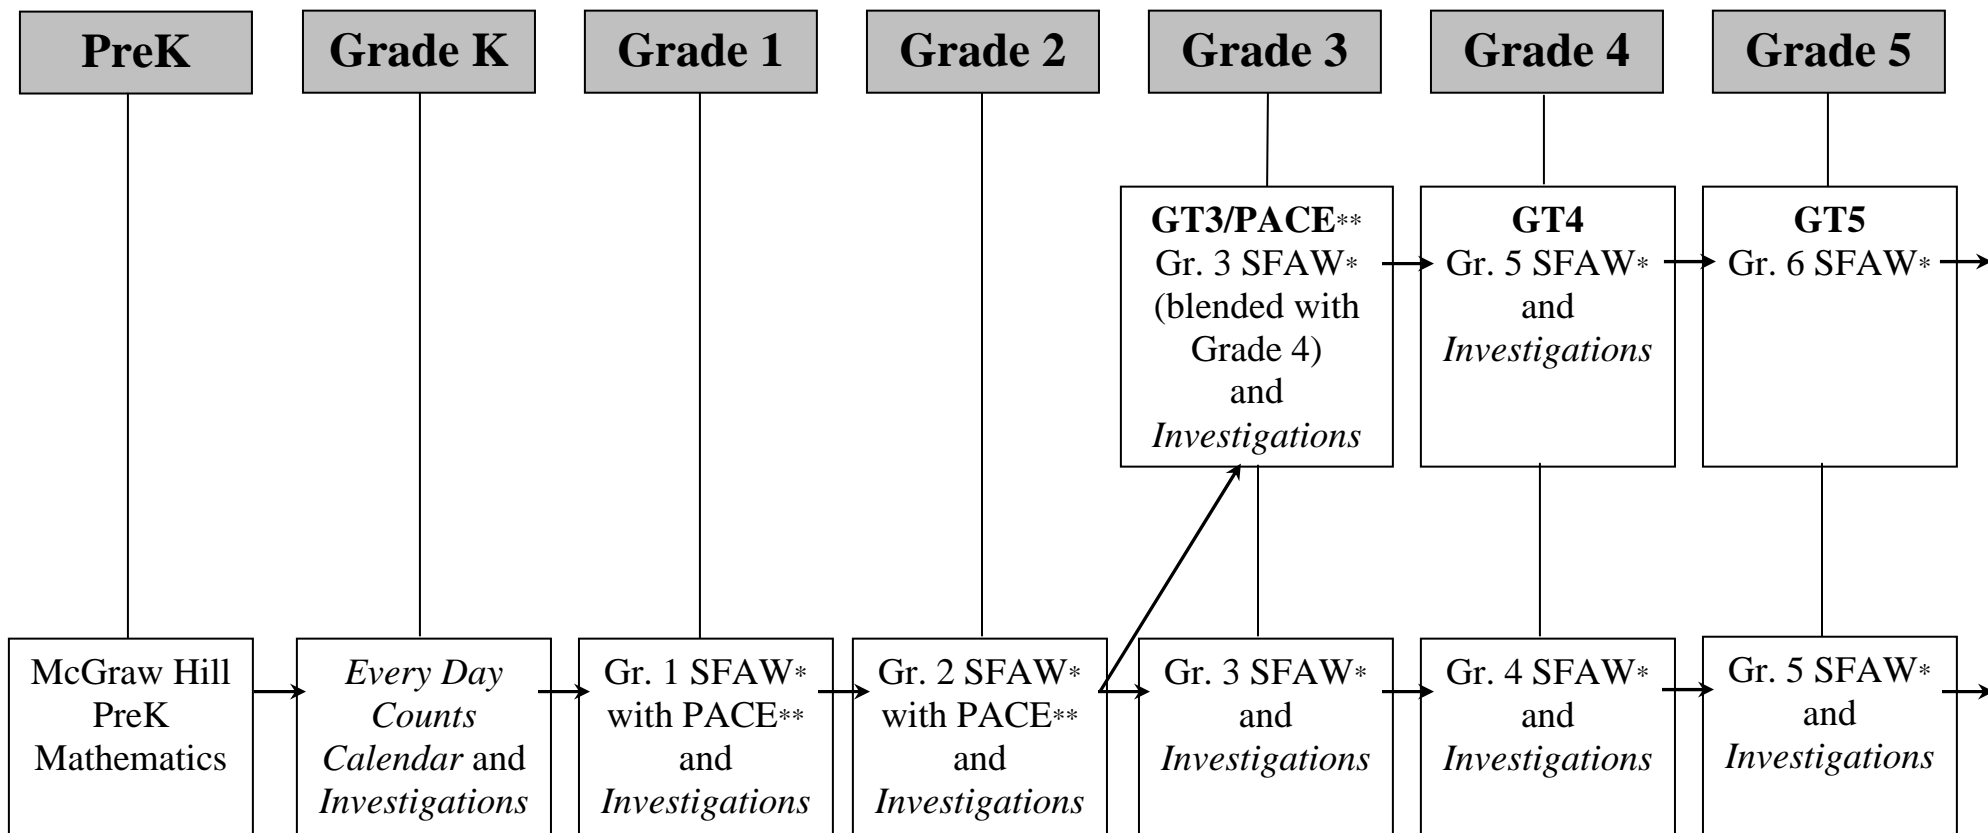 PreK
Grade K
Grade 1
Grade 2
Grade 3
Grade 4
Grade 5
GT3/PACE**
Gr. 3 SFAW*
(blended with
Grade 4)
and
Investigations
GT4
Gr. 5 SFAW*
and
Investigations
GT5
Gr. 6 SFAW*
McGraw Hill
PreK
Mathematics
Every Day
Counts
Calendar and
Investigations
Gr. 1 SFAW*
with PACE**
and
Investigations
Gr. 2 SFAW*
with PACE**
and
Investigations
Gr. 3 SFAW*
and
Investigations
Gr. 4 SFAW*
and
Investigations
Gr. 5 SFAW*
and
Investigations